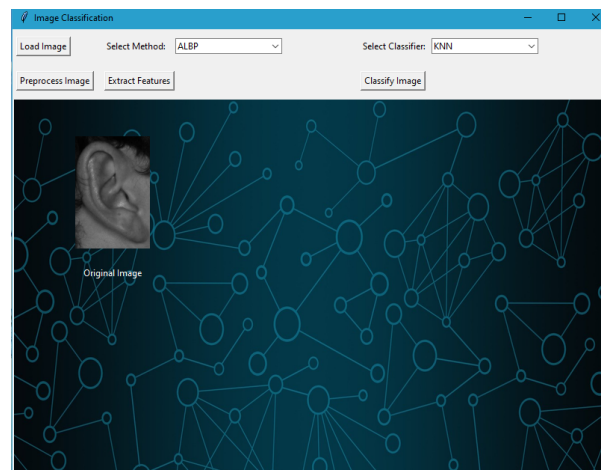 Image Classification
Load Image Select Method: ALBP Select Classifier: KNN
Preprocess Image Extract Features Classify Image
Original Image